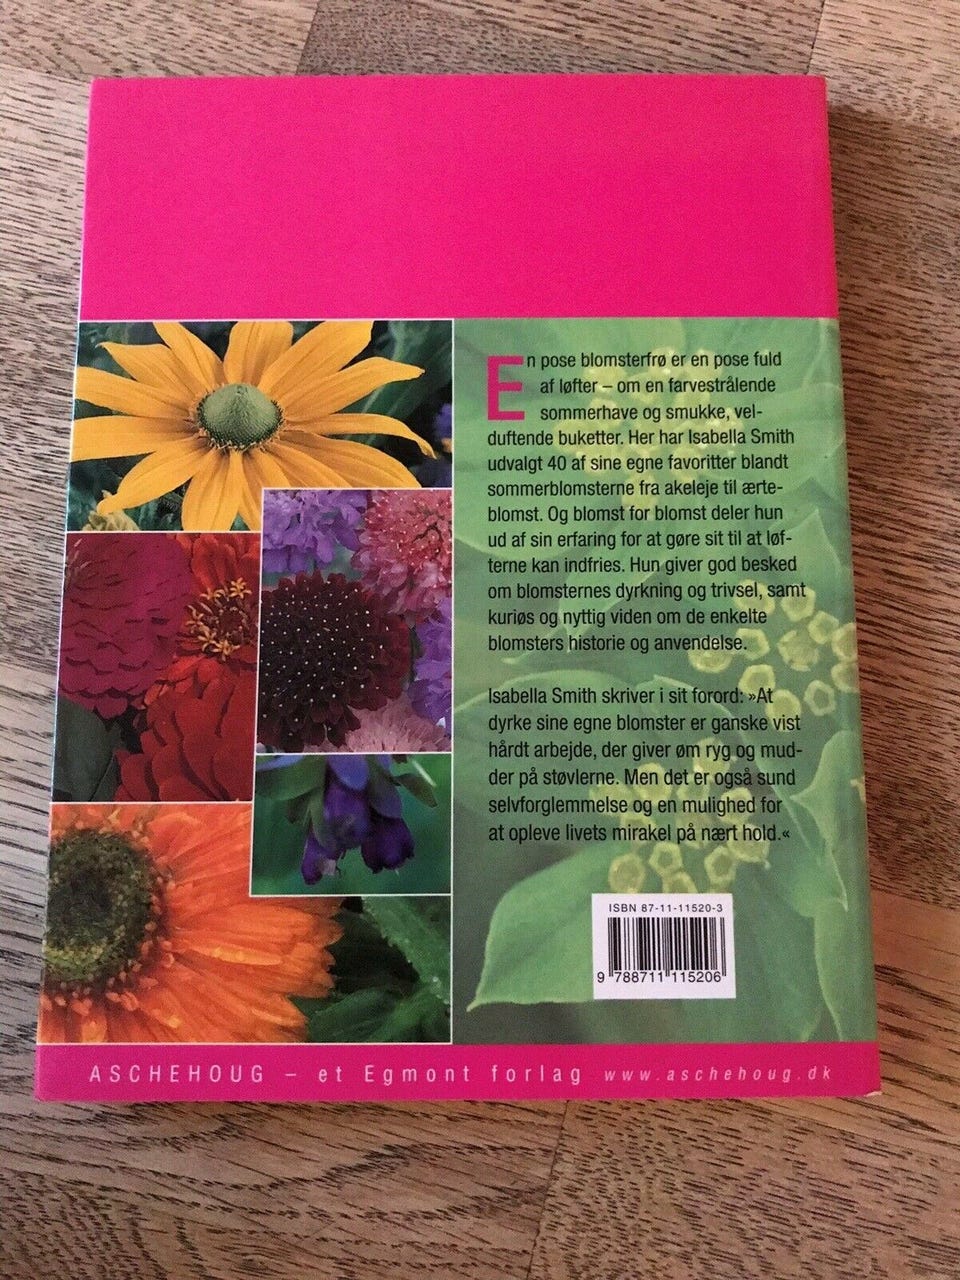 En pose blomsterfrø er en pose fuld
af løfter – om en farvestrålende
sommerhave og smukke, vel-
duftende buketter. Her har Isabella Smith
udvalgt 40 af sine egne favoritter blandt
sommerblomsterne fra akeleje til ærte-
blomst. Og blomst for blomst deler hun
ud af sin erfaring for at gøre sit til at løf-
terne kan indfries. Hun giver god besked
om blomsternes dyrkning og trivsel, samt
kuriøs og nyttig viden om de enkelte
blomsters historie og anvendelse.
Isabella Smith skriver i sit forord: »At
dyrke sine egne blomster er ganske vist
hårdt arbejde, der giver øm ryg og mud-
der på støvlerne. Men det er også sund
selvforglemmelse og en mulighed for
at opleve livets mirakel på nært hold.«
ISBN 87-11-11520-3
9 788711 115206
ASCHEHOUG – et Egmont forlag www.aschehoug.dk